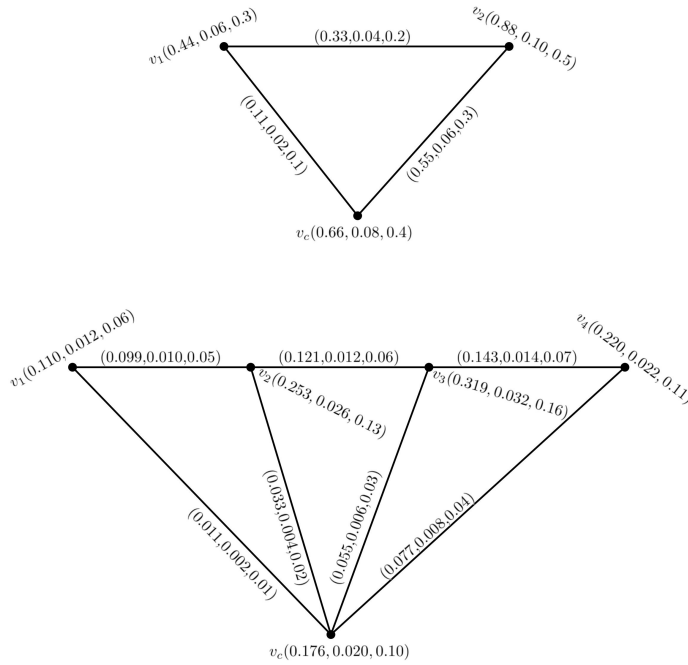 v₁(0.44, 0.06, 0.3)
(0.33,0.04,0.2)
v₂(0.88, 0.10, 0.5)
(0.11,0.02,0.1)
(0.55,0.06,0.3)
v_c(0.66, 0.08, 0.4)
v₁(0.110, 0.012, 0.06)
(0.099,0.010,0.05)
v₂(0.253, 0.026, 0.13)
(0.121,0.012,0.06)
v₃(0.319, 0.032, 0.16)
(0.143,0.014,0.07)
v₄(0.220, 0.022, 0.11)
(0.011,0.002,0.01)
(0.033,0.004,0.02)
(0.055,0.006,0.03)
(0.077,0.008,0.04)
v_c(0.176, 0.020, 0.10)